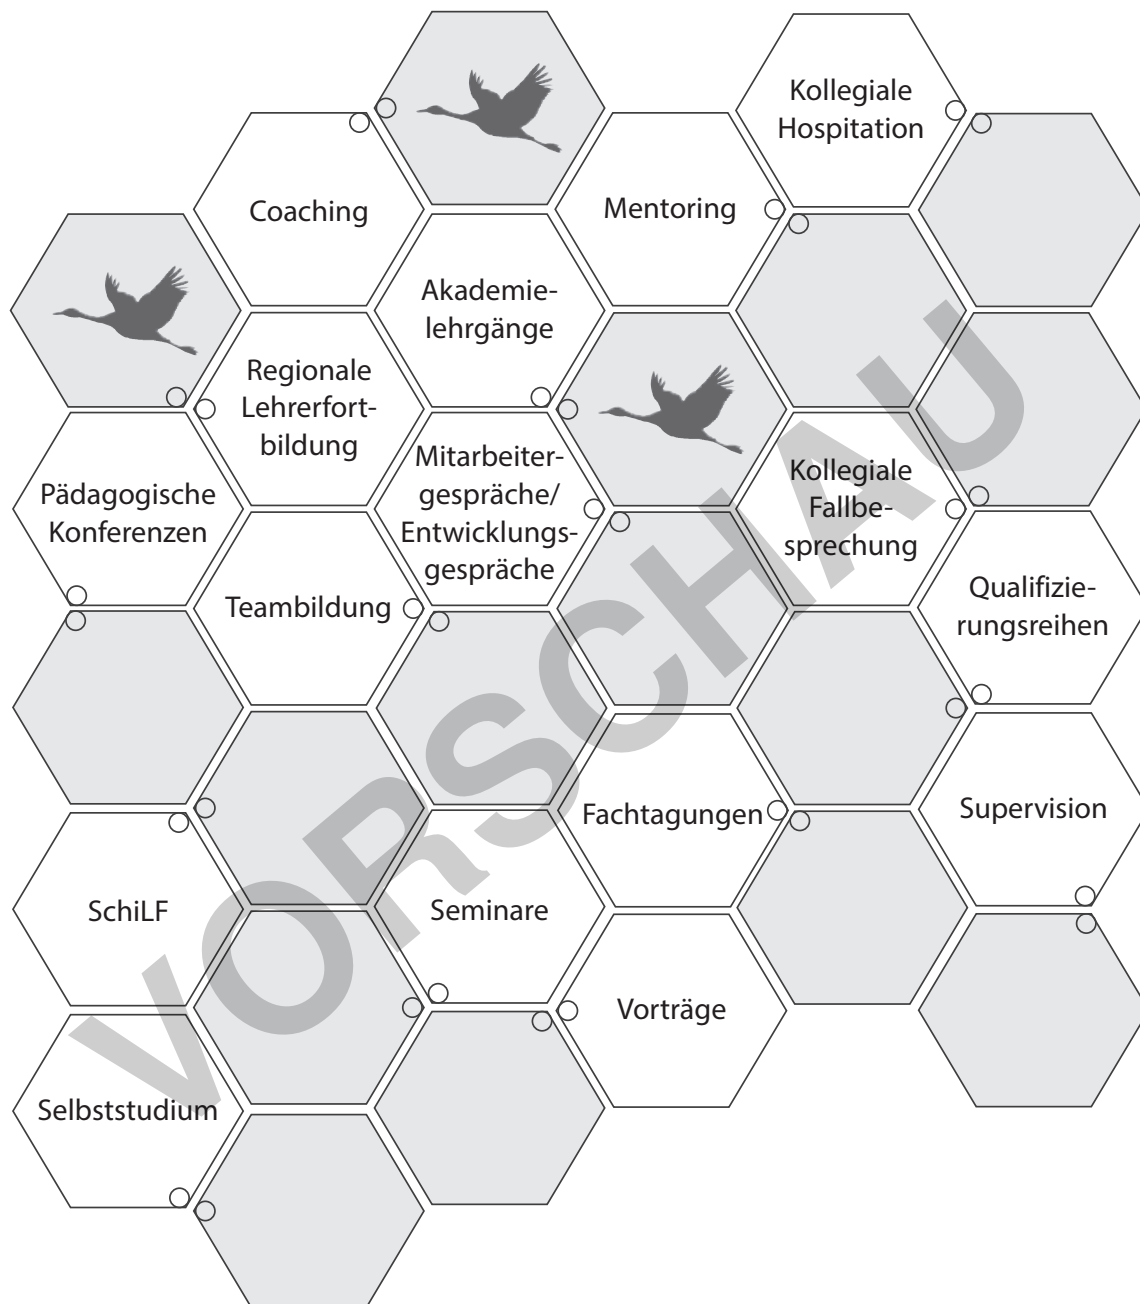 Kollegiale
Hospitation
Coaching
Mentoring
Akademie-
lehrgänge
Regionale
Lehrerfort-
bildung
Mitarbeiter-
gespräche/
Entwicklungs-
gespräche
Kollegiale
Fallbe-
sprechung
Pädagogische
Konferenzen
Teambildung
Qualifizie-
rungsreihen
Fachtagungen
Supervision
SchiLF
Seminare
Vorträge
Selbststudium
VORSCHAU